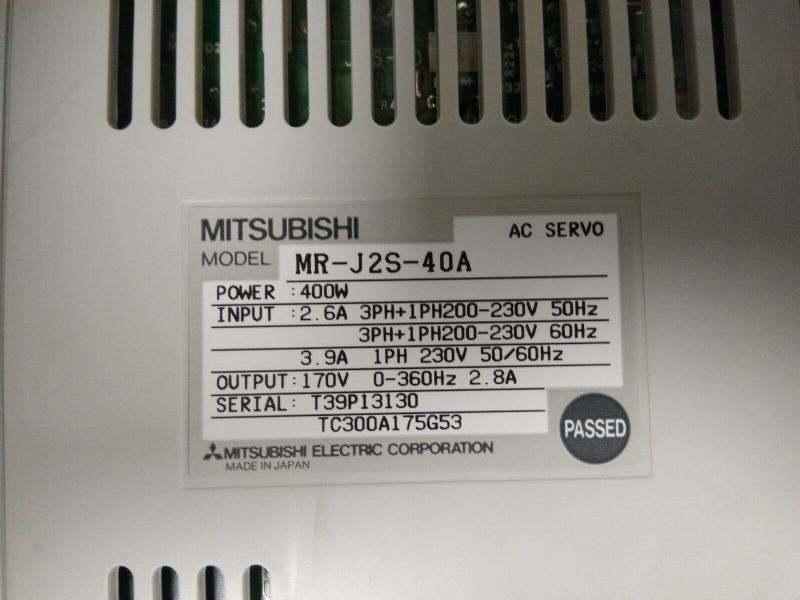 MITSUBISHI
AC SERVO
MODEL MR-J2S-40A
POWER :400W
INPUT :2.6A 3PH+1PH200-230V 50Hz
3PH+1PH200-230V 60Hz
3.9A 1PH 230V 50/60Hz
OUTPUT:170V 0-360Hz 2.8A
SERIAL: T39P13130
TC300A175G53
PASSED
MITSUBISHI ELECTRIC CORPORATION
MADE IN JAPAN